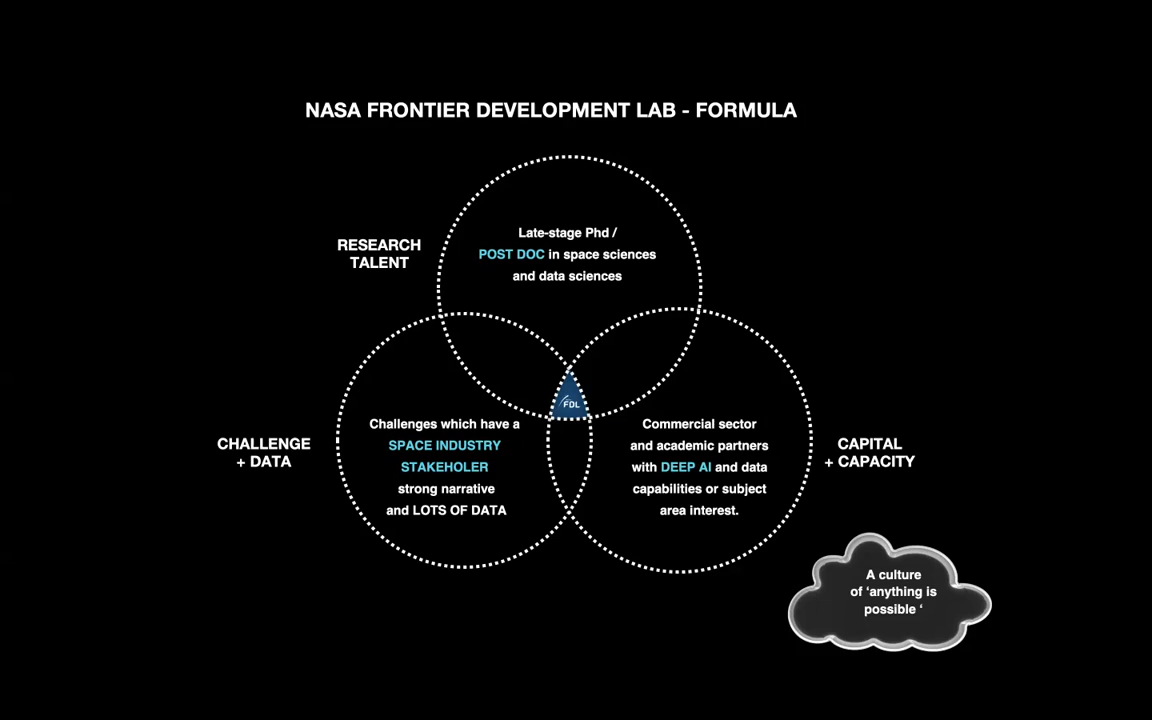 NASA FRONTIER DEVELOPMENT LAB - FORMULA
RESEARCH
TALENT
Late-stage Phd /
POST DOC in space sciences
and data sciences
FDL
CHALLENGE
+ DATA
Challenges which have a
SPACE INDUSTRY
STAKEHOLER
strong narrative
and LOTS OF DATA
Commercial sector
and academic partners
with DEEP AI and data
capabilities or subject
area interest.
CAPITAL
+ CAPACITY
A culture
of ‘anything is
possible ‘